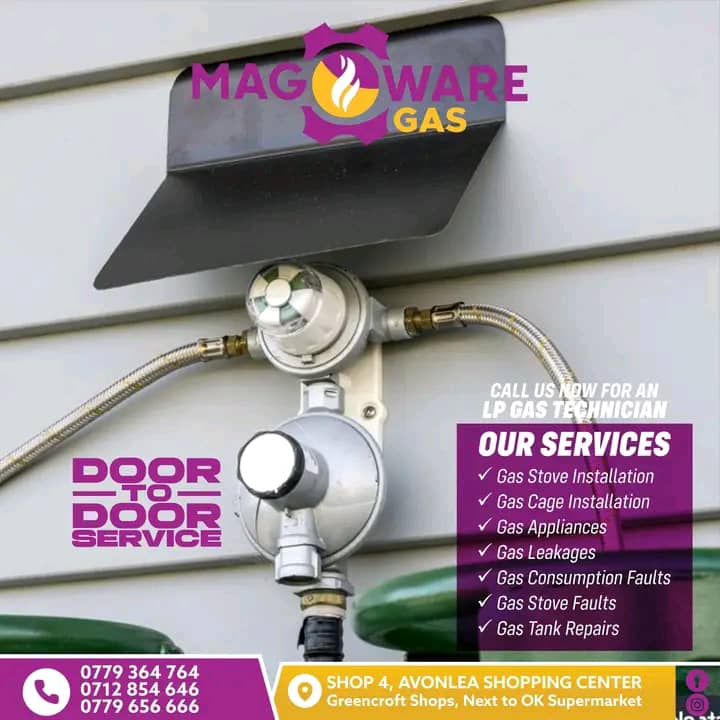 MAGOWARE
GAS
CALL US NOW FOR AN
LP GAS TECHNICIAN
OUR SERVICES
Gas Stove Installation
Gas Cage Installation
Gas Appliances
Gas Leakages
Gas Consumption Faults
Gas Stove Faults
Gas Tank Repairs
DOOR
TO
DOOR
SERVICE
0779 364 764
0712 854 646
0779 656 666
SHOP 4, AVONLEA SHOPPING CENTER
Greencroft Shops, Next to OK Supermarket